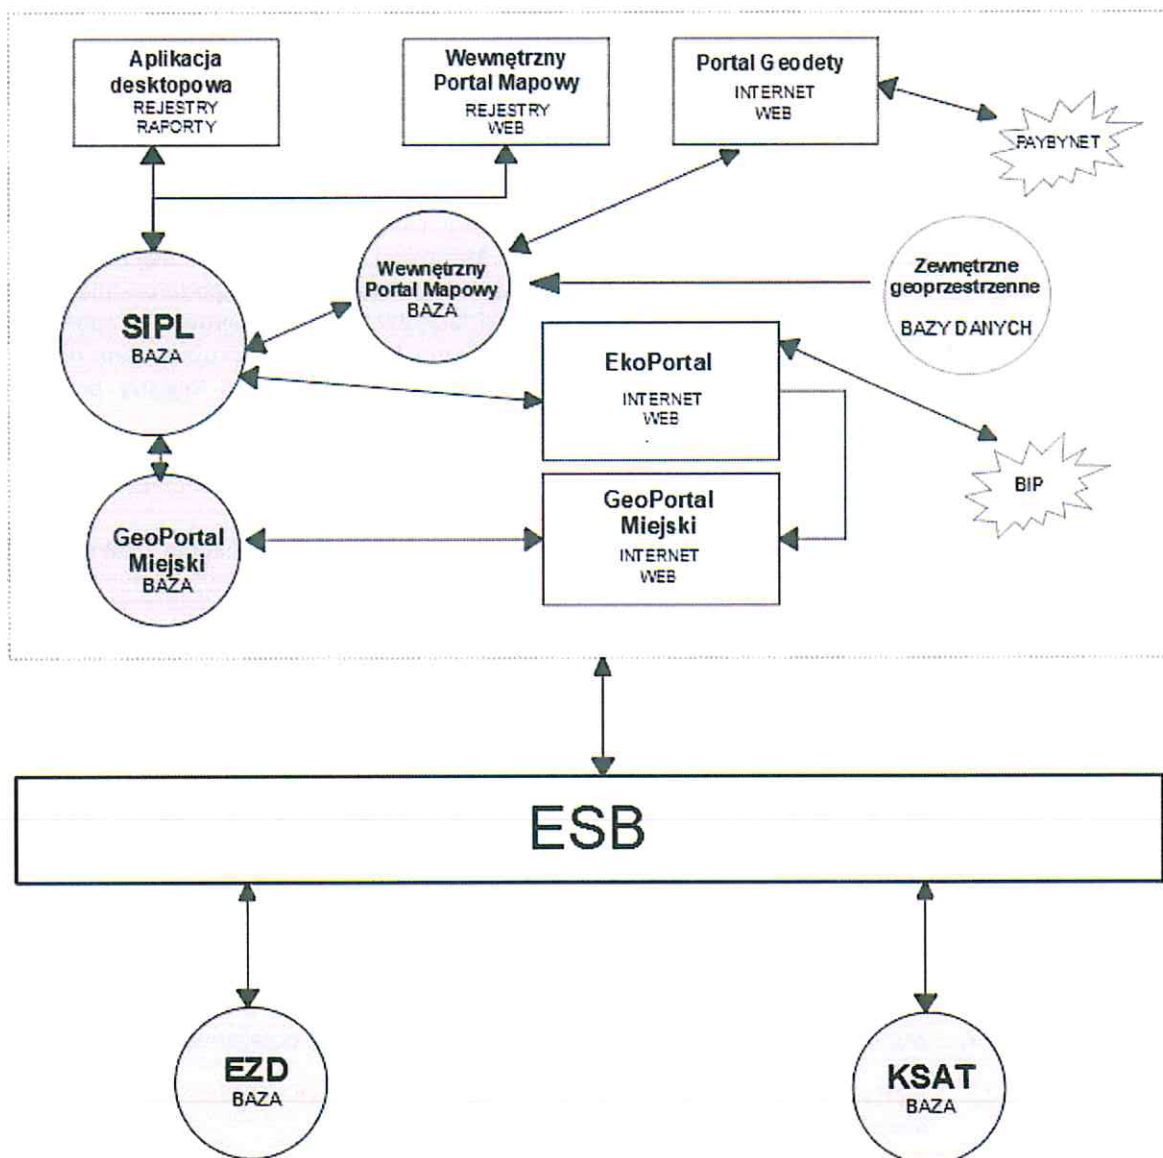 Aplikacja
desktopowa
REJESTRY
RAPORTY
Wewnętrzny
Portal Mapowy
REJESTRY
WEB
Portal Geodety
INTERNET
WEB
PAYBYNET
SIPL
BAZA
Wewnętrzny
Portal Mapowy
BAZA
Zewnętrzne
geoprzestrzenne
BAZY DANYCH
EkoPortal
INTERNET
WEB
BIP
GeoPortal
Miejski
BAZA
GeoPortal
Miejski
INTERNET
WEB
ESB
EZD
BAZA
KSAT
BAZA